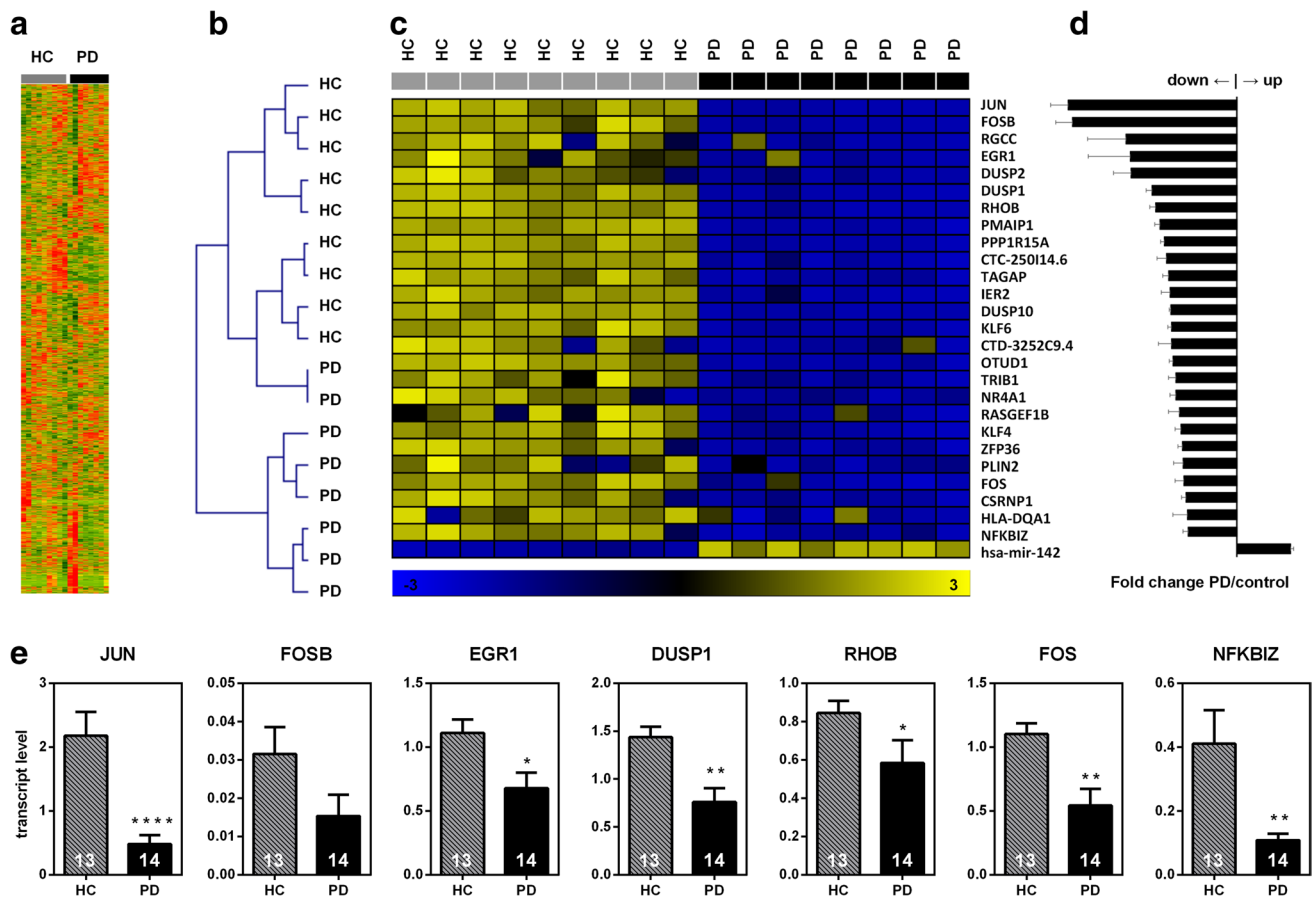 a
b
c
d
HC PD
HC
HC
HC
HC
HC
HC
HC
HC
HC
PD
PD
PD
PD
PD
PD
PD
PD
HC HC HC HC HC HC HC HC HC PD PD PD PD PD PD PD PD
JUN
FOSB
RGCC
EGR1
DUSP2
DUSP1
RHOB
PMAIP1
PPP1R15A
CTC-250I14.6
TAGAP
IER2
DUSP10
KLF6
CTD-3252C9.4
OTUD1
TRIB1
NR4A1
RASGEF1B
KLF4
ZFP36
PLIN2
FOS
CSRNP1
HLA-DQA1
NFKBIZ
hsa-mir-142
-3 3
down ← | → up
Fold change PD/control
e
transcript level
JUN
3
2
1
0
****
13 14
HC PD
FOSB
0.05
0.04
0.03
0.02
0.01
0.00
13 14
HC PD
EGR1
1.5
1.0
0.5
0.0
*
13 14
HC PD
DUSP1
2.0
1.5
1.0
0.5
0.0
**
13 14
HC PD
RHOB
1.0
0.8
0.6
0.4
0.2
0.0
*
13 14
HC PD
FOS
1.5
1.0
0.5
0.0
**
13 14
HC PD
NFKBIZ
0.6
0.4
0.2
0.0
**
13 14
HC PD